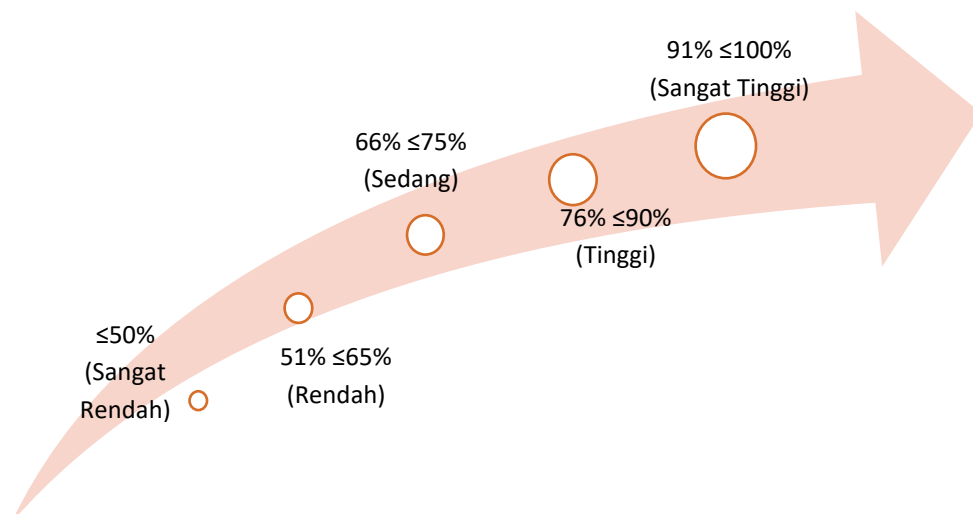 ≤50%
(Sangat
Rendah)
51% ≤65%
(Rendah)
66% ≤75%
(Sedang)
76% ≤90%
(Tinggi)
91% ≤100%
(Sangat Tinggi)